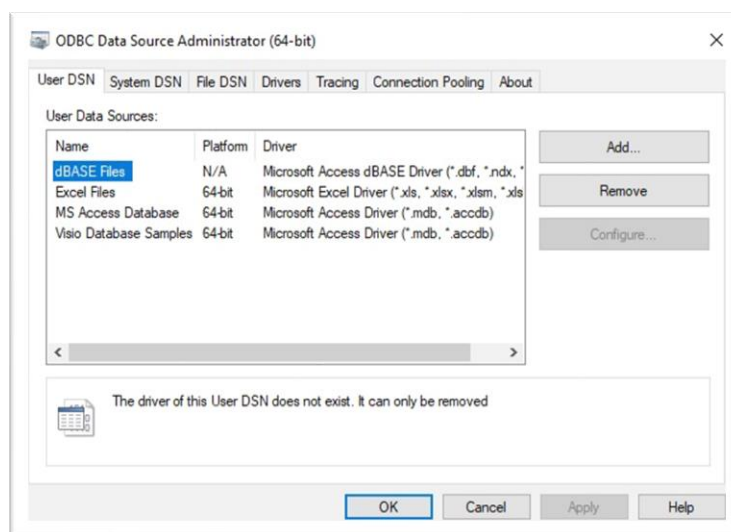 ODBC Data Source Administrator (64-bit)
User DSN System DSN File DSN Drivers Tracing Connection Pooling About
User Data Sources:
Name Platform Driver
dBASE Files N/A Microsoft Access dBASE Driver (*.dbf, *.ndx, *
Excel Files 64-bit Microsoft Excel Driver (*.xls, *.xlsx, *.xlsm, *.xls
MS Access Database 64-bit Microsoft Access Driver (*.mdb, *.accdb)
Visio Database Samples 64-bit Microsoft Access Driver (*.mdb, *.accdb)
Add...
Remove
Configure...
The driver of this User DSN does not exist. It can only be removed
OK Cancel Apply Help